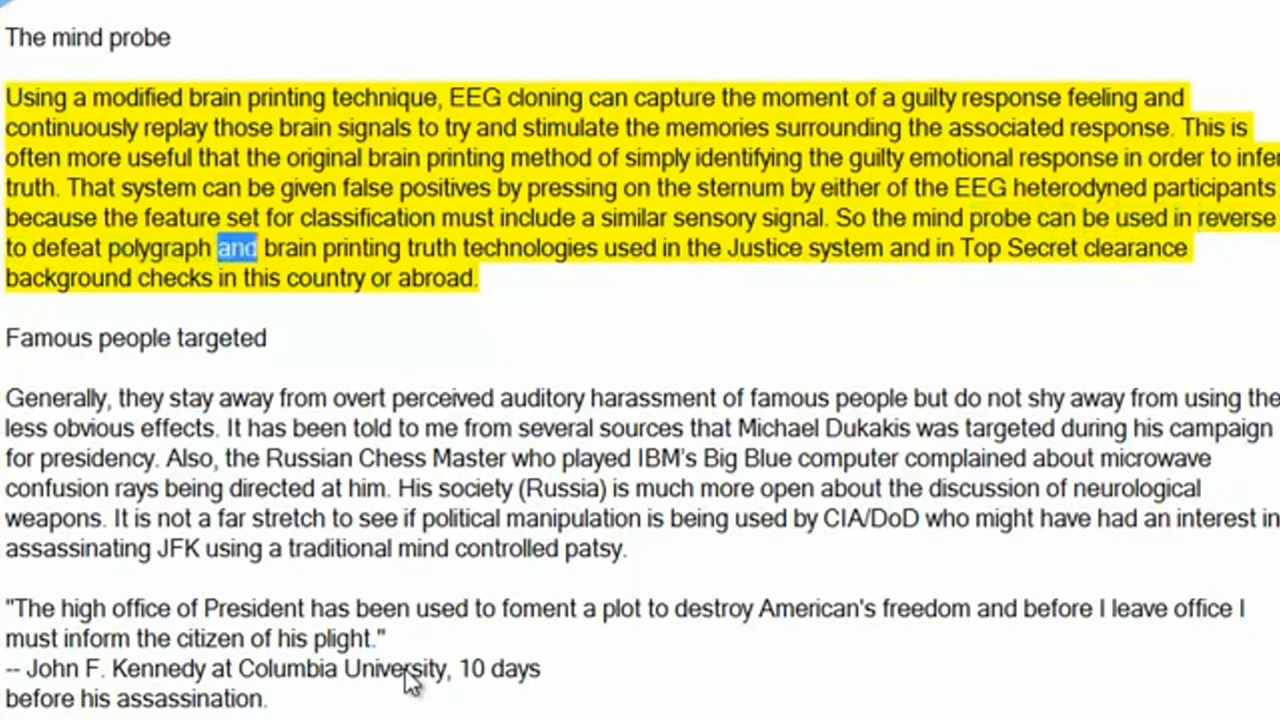 The mind probe
Using a modified brain printing technique, EEG cloning can capture the moment of a guilty response feeling and
continuously replay those brain signals to try and stimulate the memories surrounding the associated response. This is
often more useful that the original brain printing method of simply identifying the guilty emotional response in order to infer
truth. That system can be given false positives by pressing on the sternum by either of the EEG heterodyned participants
because the feature set for classification must include a similar sensory signal. So the mind probe can be used in reverse
to defeat polygraph and brain printing truth technologies used in the Justice system and in Top Secret clearance
background checks in this country or abroad.
Famous people targeted
Generally, they stay away from overt perceived auditory harassment of famous people but do not shy away from using the
less obvious effects. It has been told to me from several sources that Michael Dukakis was targeted during his campaign
for presidency. Also, the Russian Chess Master who played IBM's Big Blue computer complained about microwave
confusion rays being directed at him. His society (Russia) is much more open about the discussion of neurological
weapons. It is not a far stretch to see if political manipulation is being used by CIA/DoD who might have had an interest in
assassinating JFK using a traditional mind controlled patsy.
"The high office of President has been used to foment a plot to destroy American's freedom and before I leave office I
must inform the citizen of his plight."
-- John F. Kennedy at Columbia University, 10 days
before his assassination.